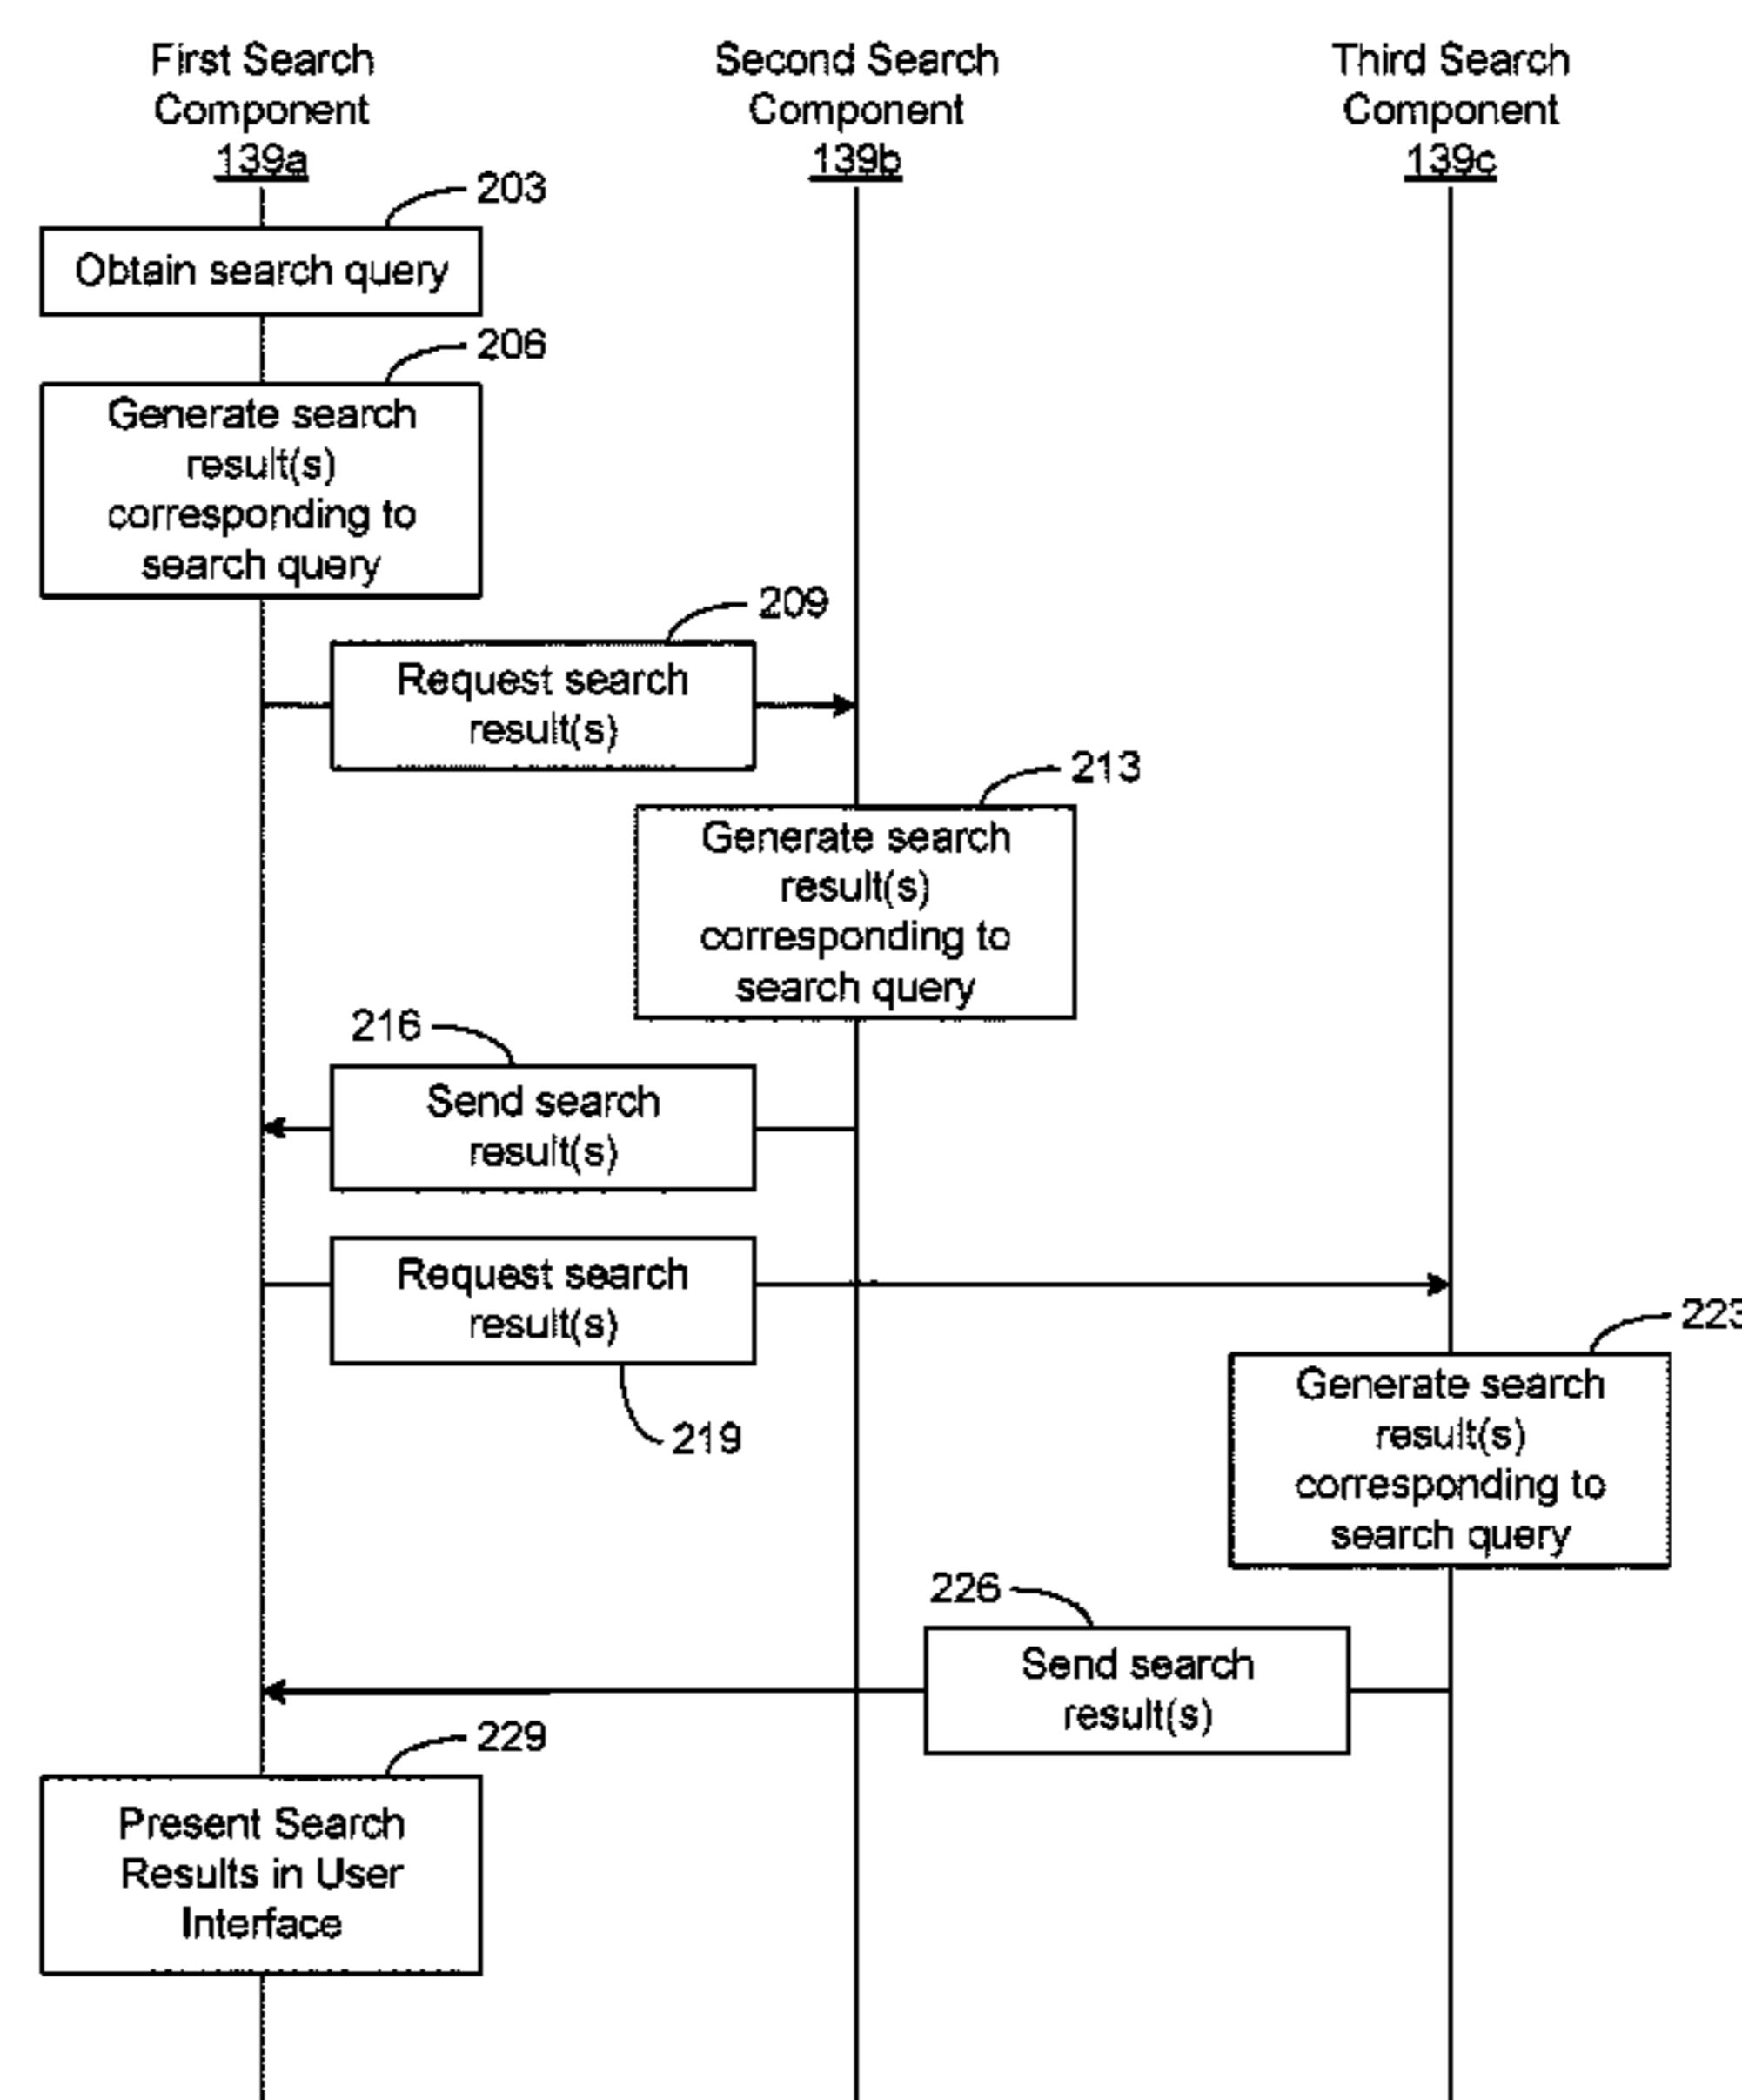 First Search
Component
139a
Second Search
Component
139b
Third Search
Component
139c
203
Obtain search query
206
Generate search
result(s)
corresponding to
search query
209
Request search
result(s)
213
Generate search
result(s)
corresponding to
search query
216
Send search
result(s)
Request search
result(s)
219
223
Generate search
result(s)
corresponding to
search query
226
Send search
result(s)
229
Present Search
Results in User
Interface